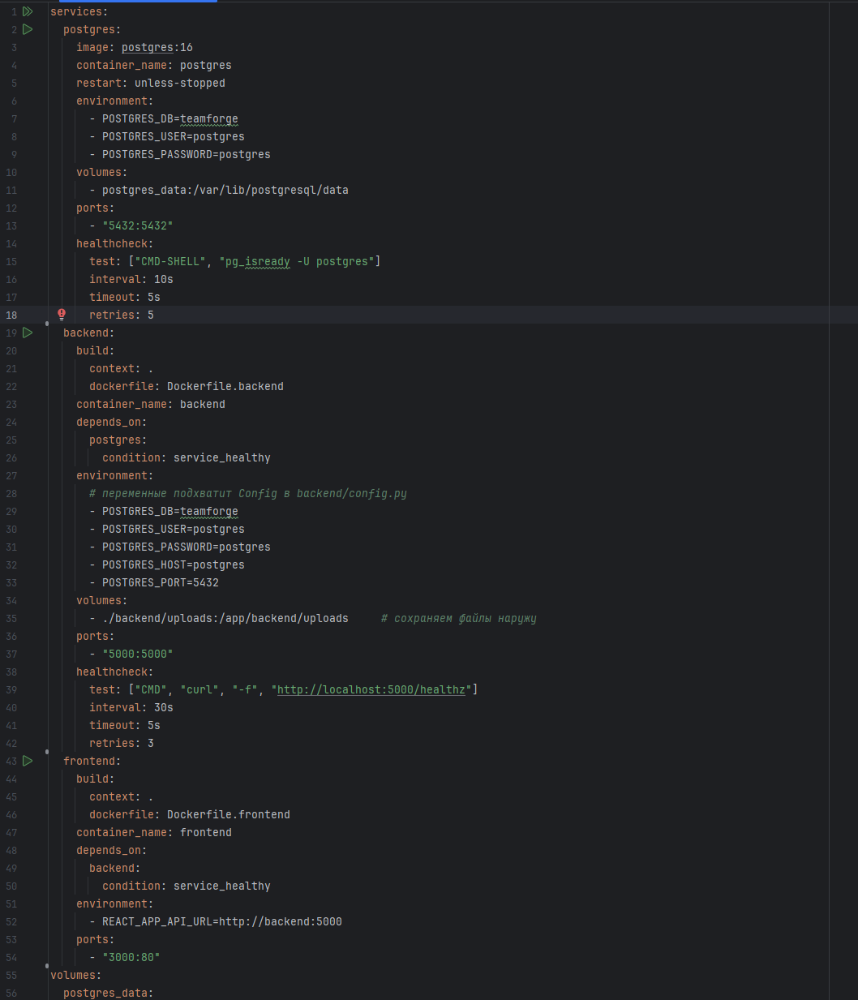 1 services:
2 postgres:
3 image: postgres:16
4 container_name: postgres
5 restart: unless-stopped
6 environment:
7 - POSTGRES_DB=teamforge
8 - POSTGRES_USER=postgres
9 - POSTGRES_PASSWORD=postgres
10 volumes:
11 - postgres_data:/var/lib/postgresql/data
12 ports:
13 - "5432:5432"
14 healthcheck:
15 test: ["CMD-SHELL", "pg_isready -U postgres"]
16 interval: 10s
17 timeout: 5s
18 retries: 5
19 backend:
20 build:
21 context: .
22 dockerfile: Dockerfile.backend
23 container_name: backend
24 depends_on:
25 postgres:
26 condition: service_healthy
27 environment:
28 # переменные подхватит Config в backend/config.py
29 - POSTGRES_DB=teamforge
30 - POSTGRES_USER=postgres
31 - POSTGRES_PASSWORD=postgres
32 - POSTGRES_HOST=postgres
33 - POSTGRES_PORT=5432
34 volumes:
35 - ./backend/uploads:/app/backend/uploads # сохраняем файлы наружу
36 ports:
37 - "5000:5000"
38 healthcheck:
39 test: ["CMD", "curl", "-f", "http://localhost:5000/healthz"]
40 interval: 30s
41 timeout: 5s
42 retries: 3
43 frontend:
44 build:
45 context: .
46 dockerfile: Dockerfile.frontend
47 container_name: frontend
48 depends_on:
49 backend:
50 condition: service_healthy
51 environment:
52 - REACT_APP_API_URL=http://backend:5000
53 ports:
54 - "3000:80"
55 volumes:
56 postgres_data: